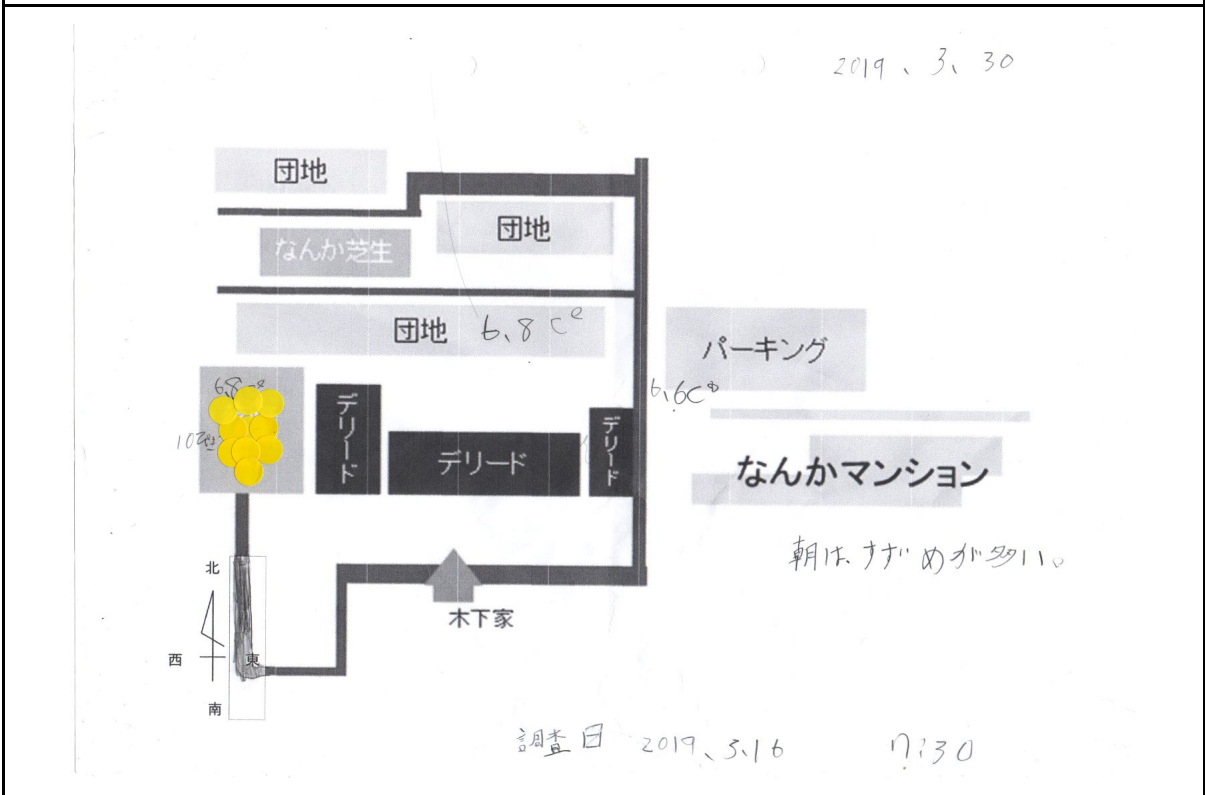 2019、3、30
団地
団地
なんか芝生
団地 6.8 C°
パーキング
6.6C°
デリード
デリード
デリード
なんかマンション
朝は、すずめが多い。
木下家
北
西 東
南
調査日 2019、3、16 7:30